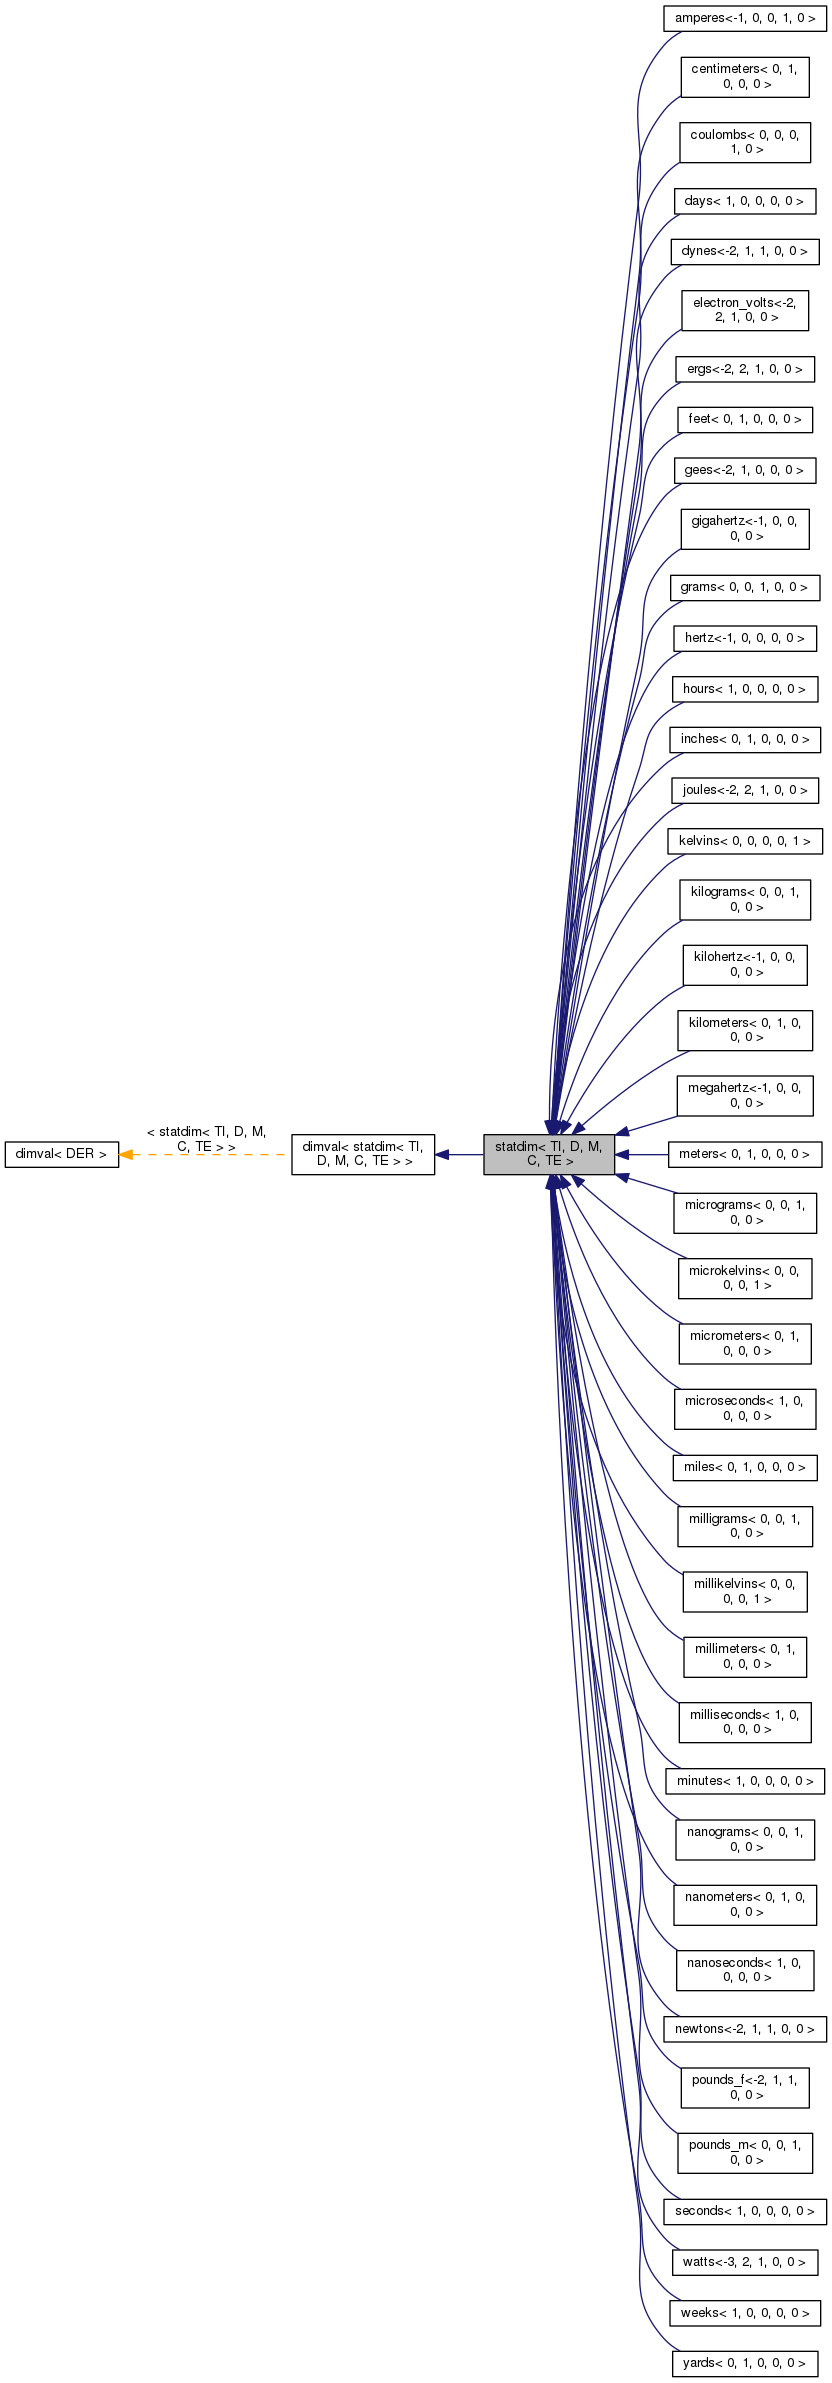 dimval< DER >
< statdim< TI, D, M,
C, TE > >
dimval< statdim< TI,
D, M, C, TE > >
statdim< TI, D, M,
C, TE >
amperes<-1, 0, 0, 1, 0 >
centimeters< 0, 1,
0, 0, 0 >
coulombs< 0, 0, 0,
1, 0 >
days< 1, 0, 0, 0, 0 >
dynes<-2, 1, 1, 0, 0 >
electron_volts<-2,
2, 1, 0, 0 >
ergs<-2, 2, 1, 0, 0 >
feet< 0, 1, 0, 0, 0 >
gees<-2, 1, 0, 0, 0 >
gigahertz<-1, 0, 0,
0, 0 >
grams< 0, 0, 1, 0, 0 >
hertz<-1, 0, 0, 0, 0 >
hours< 1, 0, 0, 0, 0 >
inches< 0, 1, 0, 0, 0 >
joules<-2, 2, 1, 0, 0 >
kelvins< 0, 0, 0, 0, 1 >
kilograms< 0, 0, 1,
0, 0 >
kilohertz<-1, 0, 0,
0, 0 >
kilometers< 0, 1, 0,
0, 0 >
megahertz<-1, 0, 0,
0, 0 >
meters< 0, 1, 0, 0, 0 >
micrograms< 0, 0, 1,
0, 0 >
microkelvins< 0, 0,
0, 0, 1 >
micrometers< 0, 1,
0, 0, 0 >
microseconds< 1, 0,
0, 0, 0 >
miles< 0, 1, 0, 0, 0 >
milligrams< 0, 0, 1,
0, 0 >
millikelvins< 0, 0,
0, 0, 1 >
millimeters< 0, 1,
0, 0, 0 >
milliseconds< 1, 0,
0, 0, 0 >
minutes< 1, 0, 0, 0, 0 >
nanograms< 0, 0, 1,
0, 0 >
nanometers< 0, 1, 0,
0, 0 >
nanoseconds< 1, 0,
0, 0, 0 >
newtons<-2, 1, 1, 0, 0 >
pounds_f<-2, 1, 1,
0, 0 >
pounds_m< 0, 0, 1,
0, 0 >
seconds< 1, 0, 0, 0, 0 >
watts<-3, 2, 1, 0, 0 >
weeks< 1, 0, 0, 0, 0 >
yards< 0, 1, 0, 0, 0 >